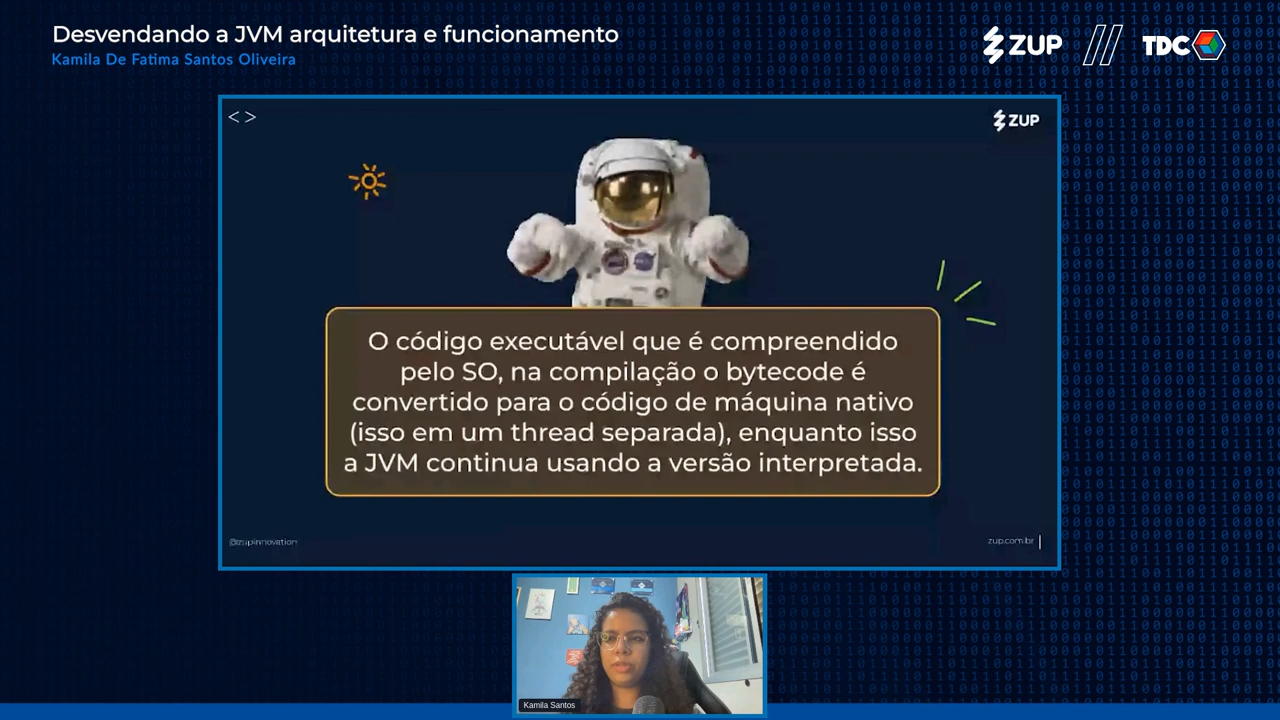 Desvendando a JVM arquitetura e funcionamento
Kamila De Fatima Santos Oliveira
ZUP
TDC
< >
ZUP
O código executável que é compreendido
pelo SO, na compilação o bytecode é
convertido para o código de máquina nativo
(isso em um thread separada), enquanto isso
a JVM continua usando a versão interpretada.
@zupinnovation
zup.com.br
Kamila Santos